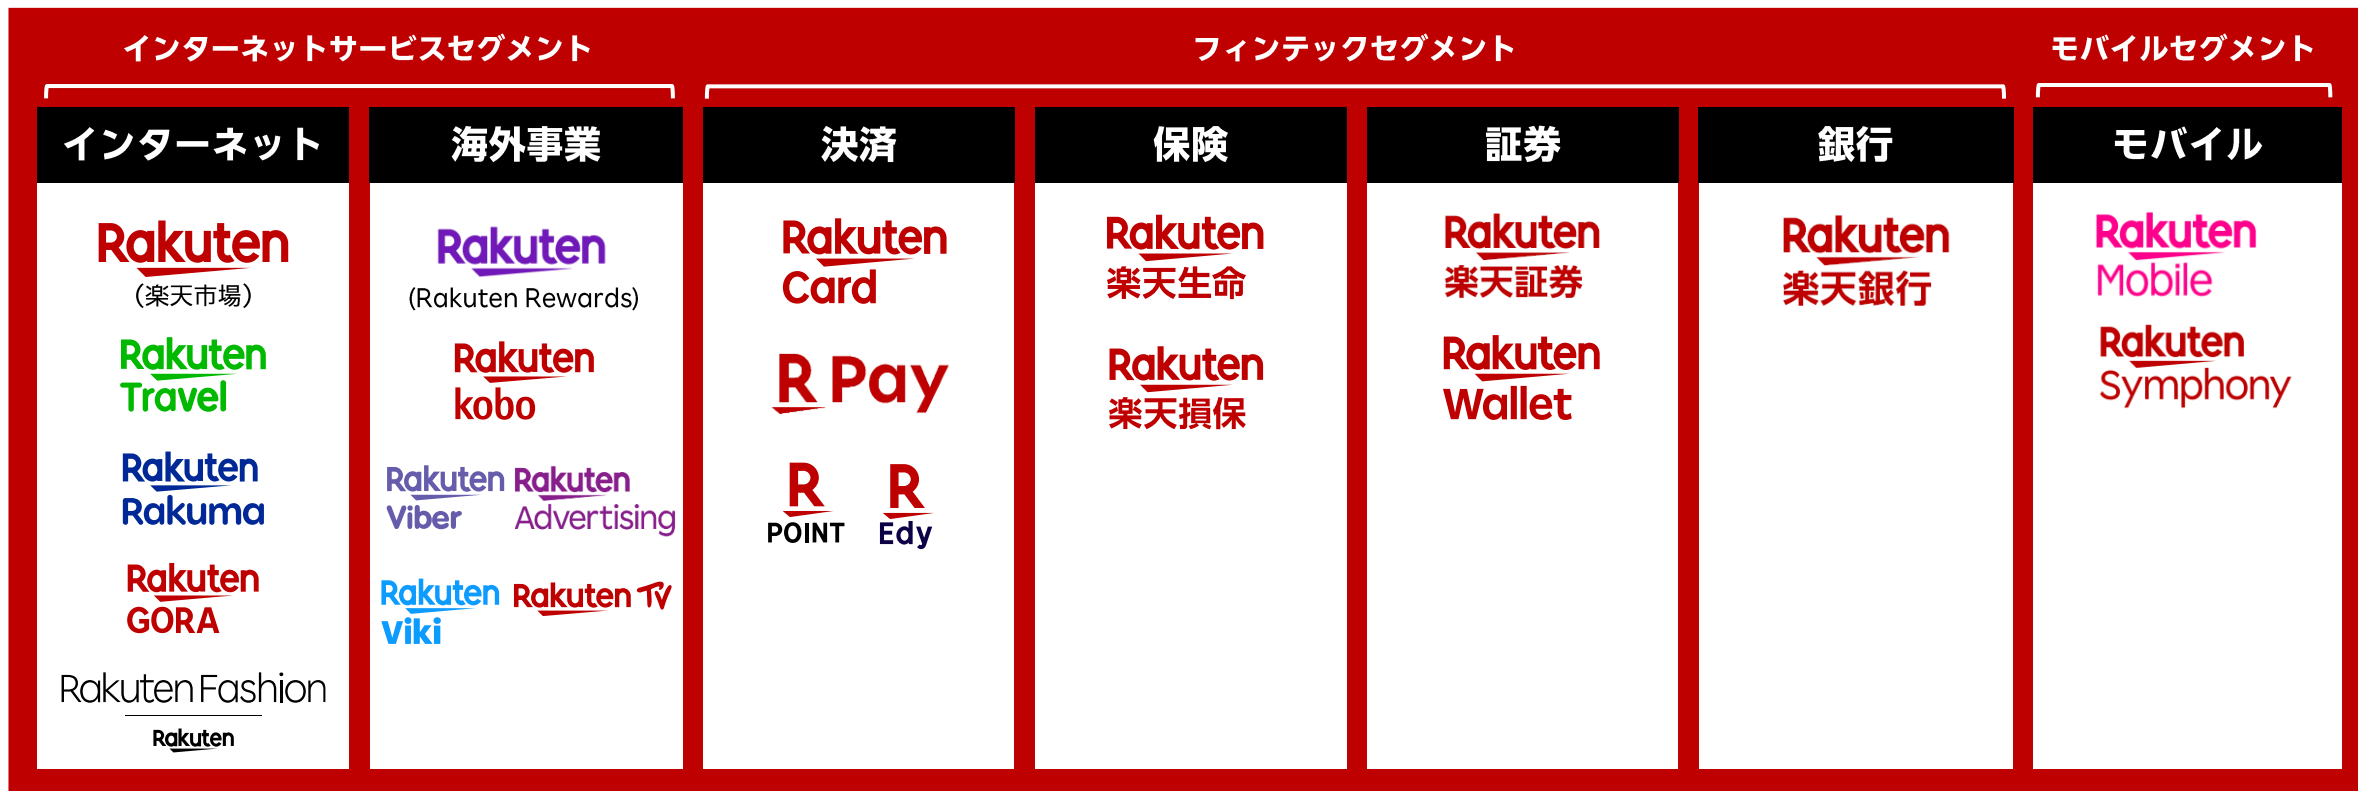 インターネットサービスセグメント
フィンテックセグメント
モバイルセグメント
インターネット
海外事業
決済
保険
証券
銀行
モバイル
Rakuten
(楽天市場)
Rakuten
Travel
Rakuten
Rakuma
Rakuten
GORA
Rakuten Fashion
Rakuten
Rakuten
(Rakuten Rewards)
Rakuten
kobo
Rakuten
Viber
Rakuten
Advertising
Rakuten
Viki
Rakuten TV
Rakuten
Card
R Pay
R
POINT
R
Edy
Rakuten
楽天生命
Rakuten
楽天損保
Rakuten
楽天証券
Rakuten
Wallet
Rakuten
楽天銀行
Rakuten
Mobile
Rakuten
Symphony